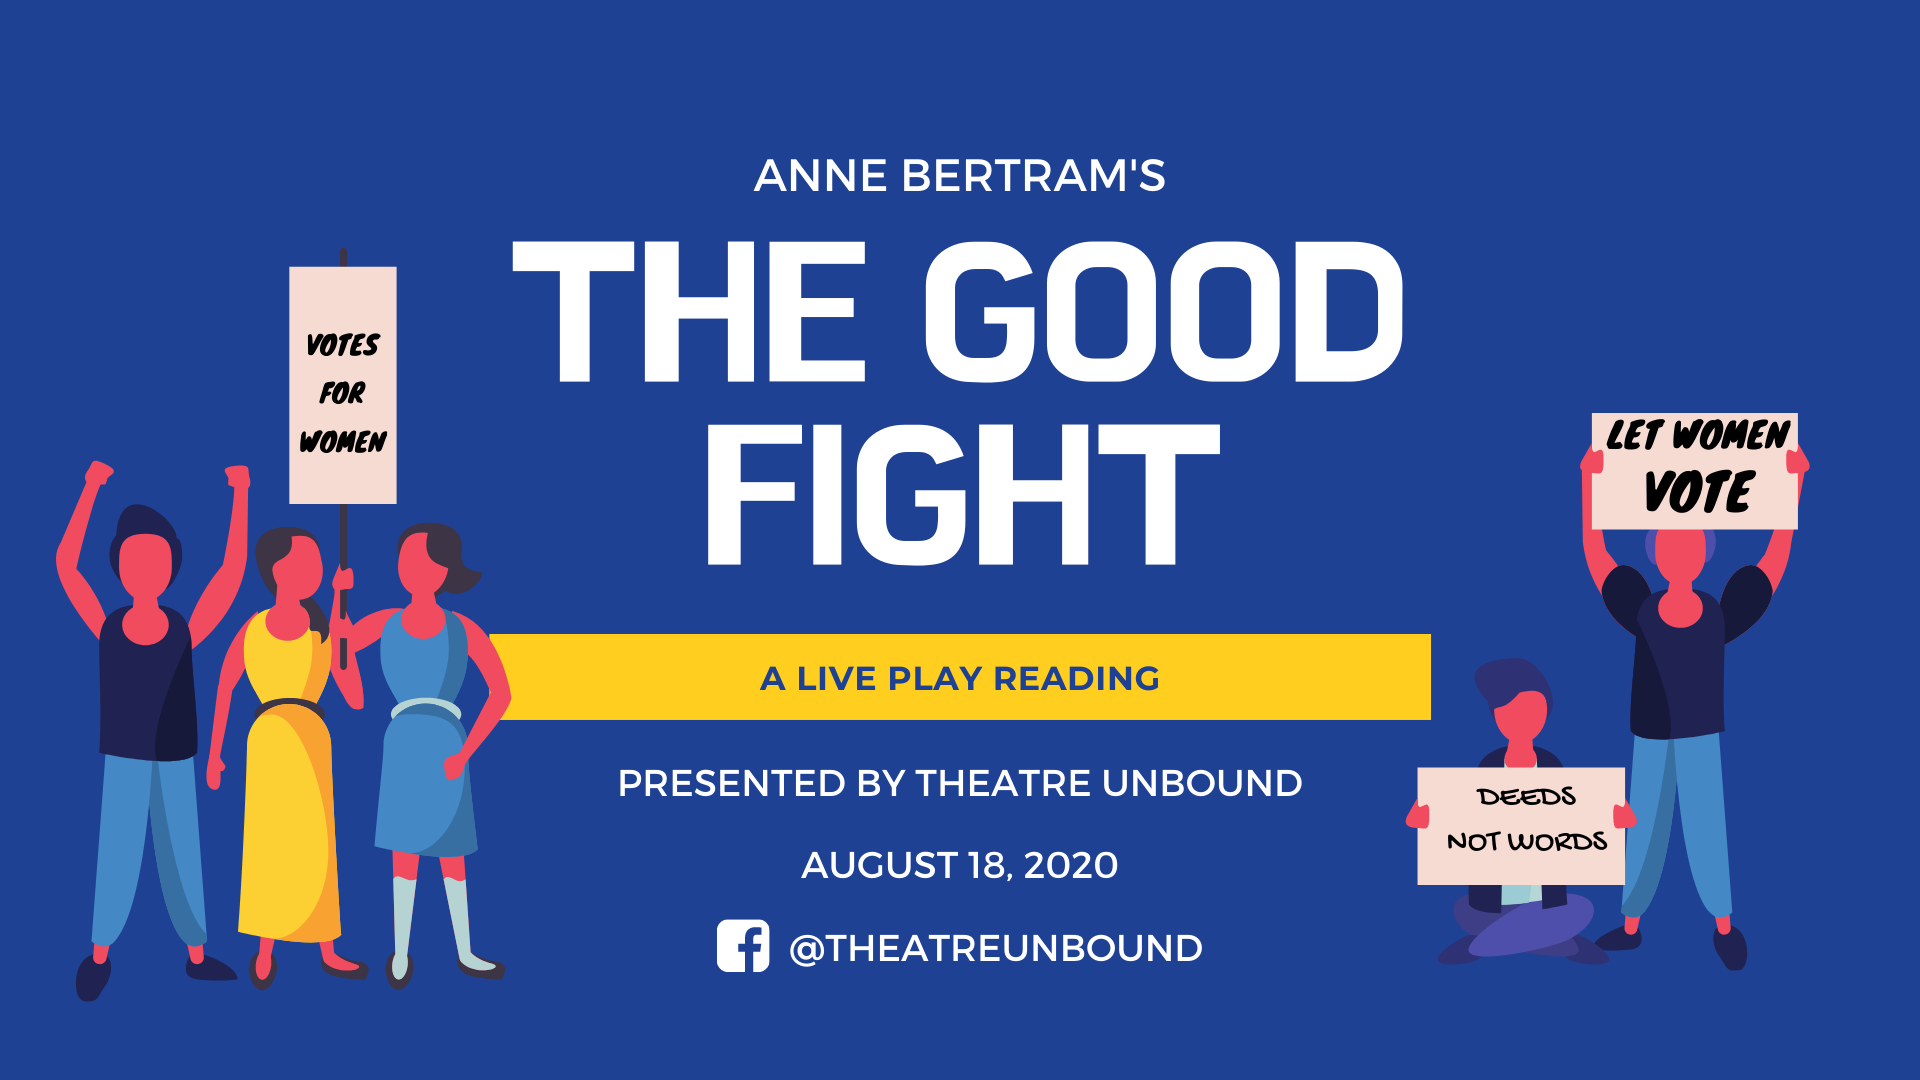 ANNE BERTRAM'S
THE GOOD
FIGHT
VOTES
FOR
WOMEN
LET WOMEN
VOTE
A LIVE PLAY READING
DEEDS
NOT WORDS
PRESENTED BY THEATRE UNBOUND
AUGUST 18, 2020
@THEATREUNBOUND